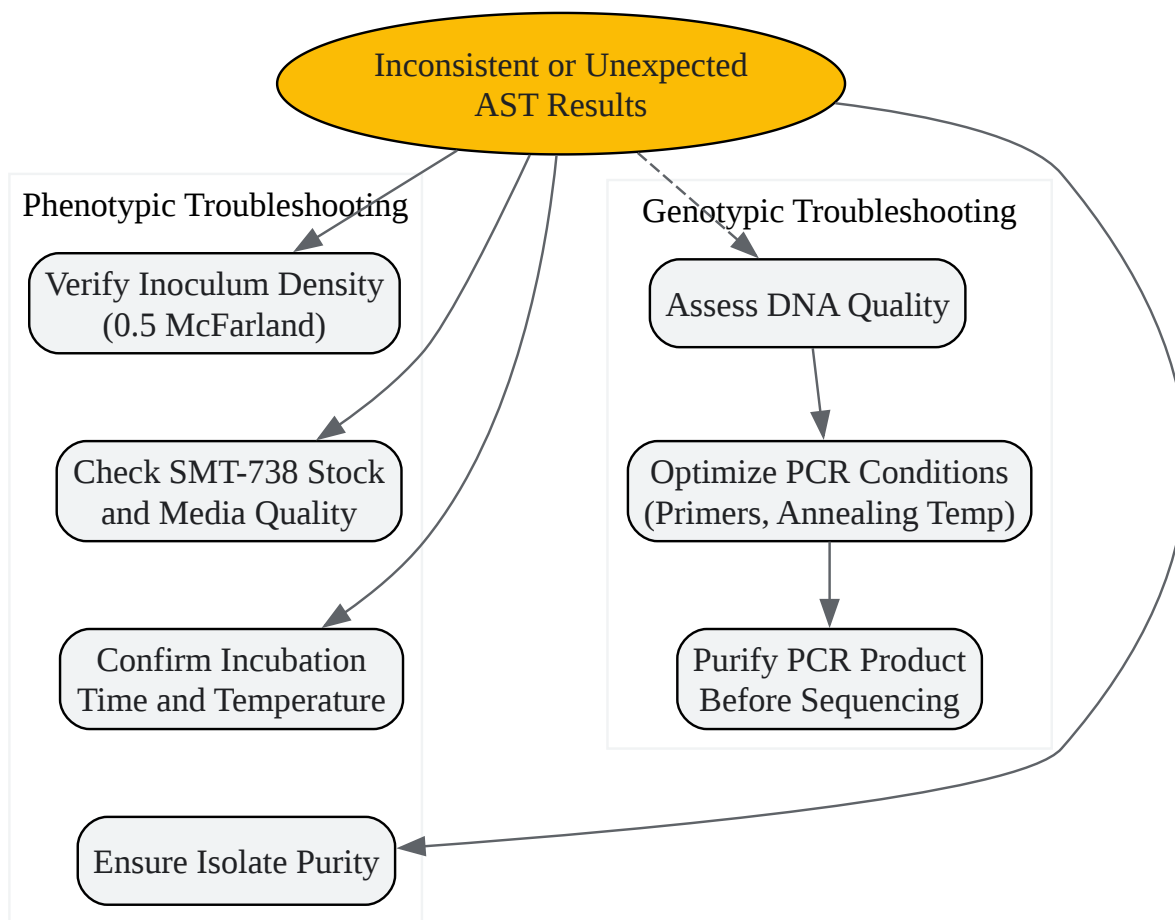 Inconsistent or Unexpected
AST Results
Phenotypic Troubleshooting
Verify Inoculum Density
(0.5 McFarland)
Check SMT-738 Stock
and Media Quality
Confirm Incubation
Time and Temperature
Ensure Isolate Purity
Genotypic Troubleshooting
Assess DNA Quality
Optimize PCR Conditions
(Primers, Annealing Temp)
Purify PCR Product
Before Sequencing